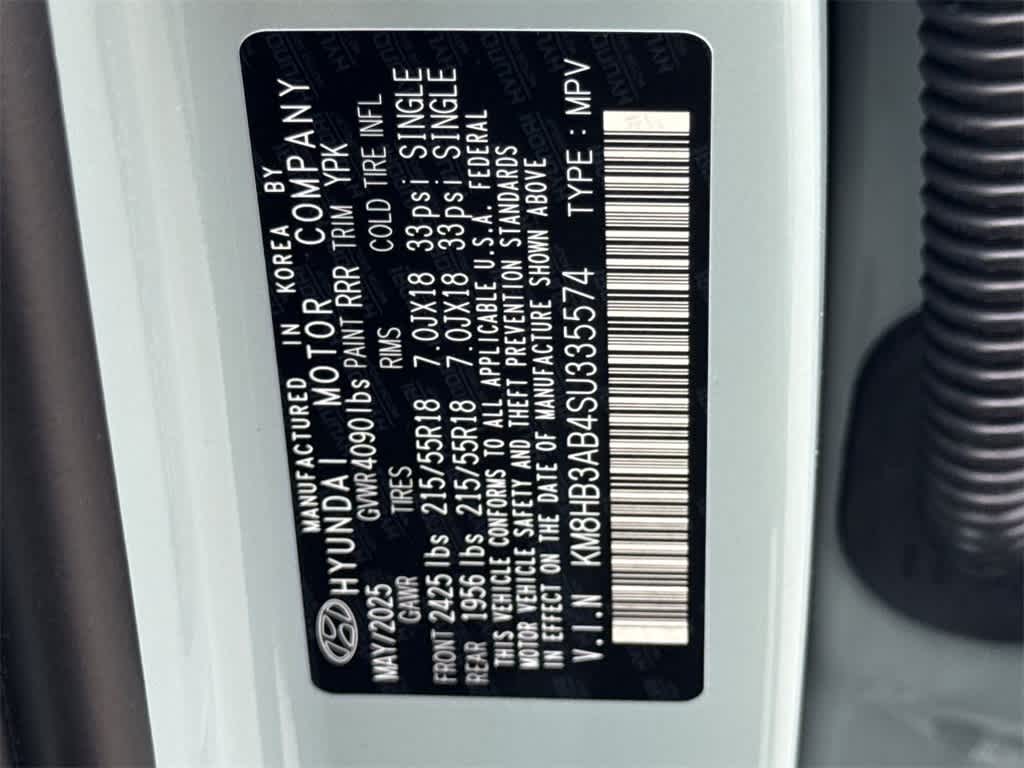 MANUFACTURED IN KOREA BY
HYUNDAI MOTOR COMPANY
MAY/2025 GVWR4090lbs PAINT RRR TRIM YPK
GAWR TIRES RIMS COLD TIRE INFL
FRONT 2425 lbs 215/55R18 7.0JX18 33psi SINGLE
REAR 1956 lbs 215/55R18 7.0JX18 33psi SINGLE
THIS VEHICLE CONFORMS TO ALL APPLICABLE U.S.A. FEDERAL
MOTOR VEHICLE SAFETY AND THEFT PREVENTION STANDARDS
IN EFFECT ON THE DATE OF MANUFACTURE SHOWN ABOVE
V.I.N KM8HB3AB4SU335574 TYPE : MPV